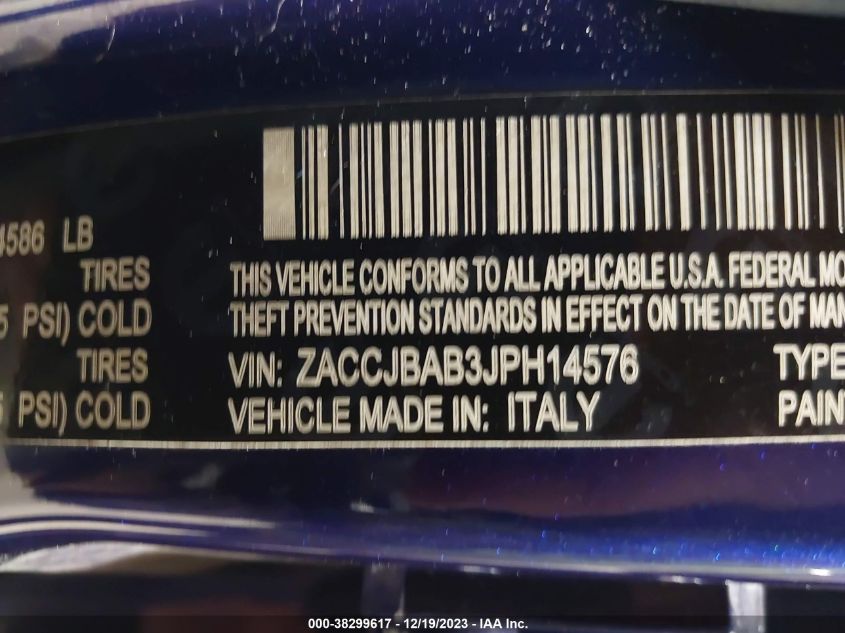 4586 LB
TIRES
5 PSI) COLD
TIRES
PSI) COLD
THIS VEHICLE CONFORMS TO ALL APPLICABLE U.S.A. FEDERAL MO
THEFT PREVENTION STANDARDS IN EFFECT ON THE DATE OF MAN
VIN: ZACCJBAB3JPH14576 TYPE
VEHICLE MADE IN: ITALY PAIN
000-38299617 - 12/19/2023 - IAA Inc.